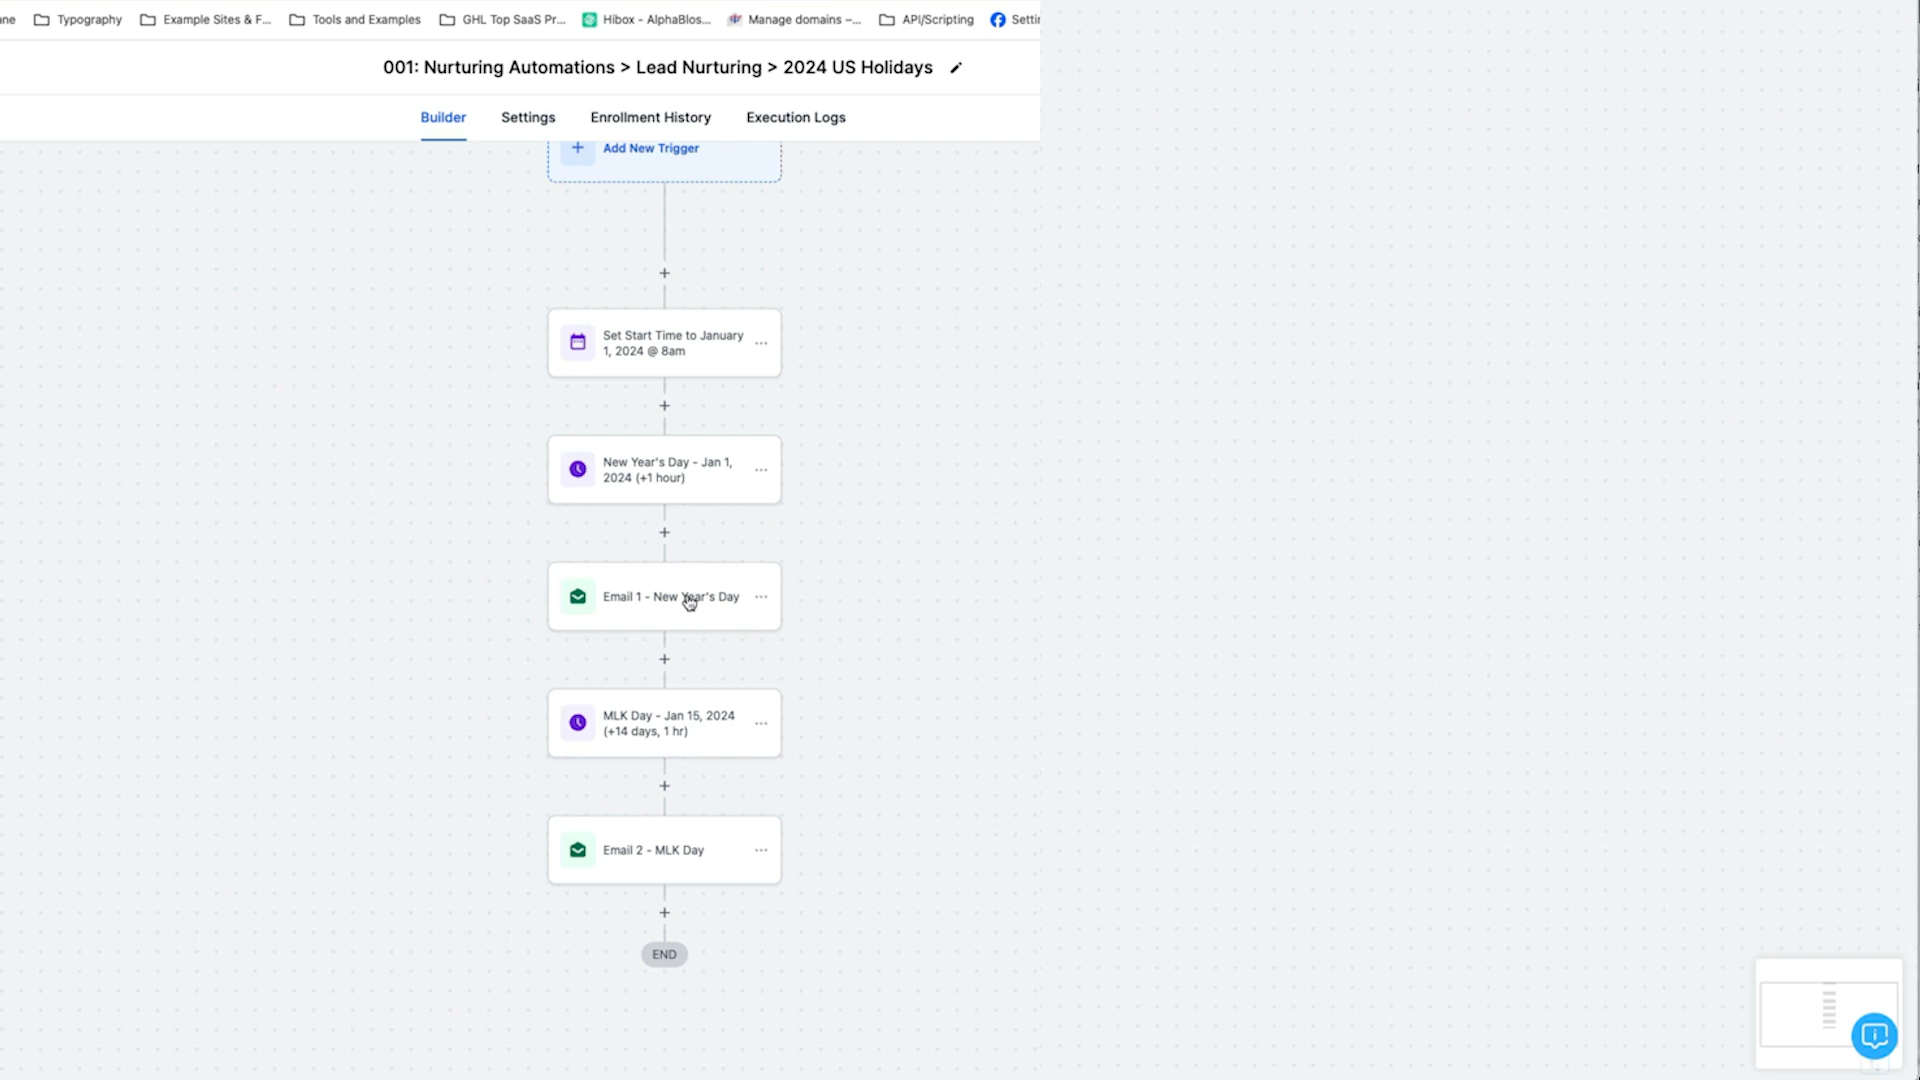 ane Typography Example Sites & F... Tools and Examples GHL Top SaaS Pr... Hibox - AlphaBlos... Manage domains –... API/Scripting Settin
001: Nurturing Automations > Lead Nurturing > 2024 US Holidays
Builder Settings Enrollment History Execution Logs
+ Add New Trigger
+
Set Start Time to January
1, 2024 @ 8am
+
New Year's Day - Jan 1,
2024 (+1 hour)
+
Email 1 - New Year's Day
+
MLK Day - Jan 15, 2024
(+14 days, 1 hr)
+
Email 2 - MLK Day
+
END